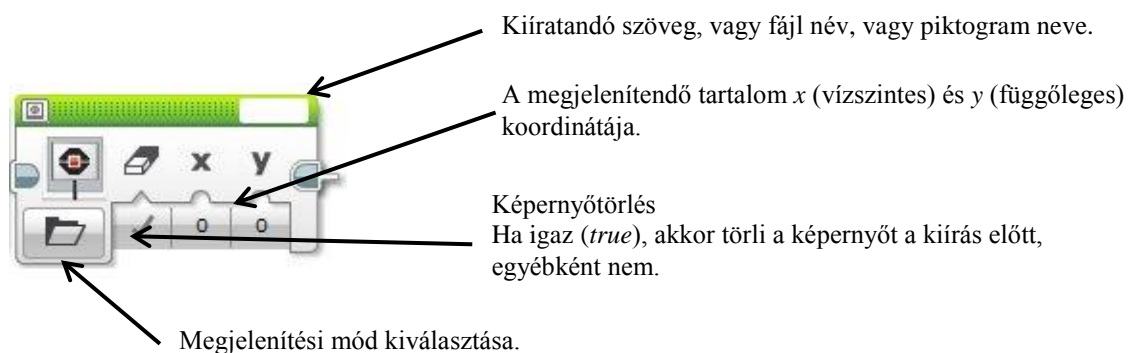 Kiíratandó szöveg, vagy fájl név, vagy piktogram neve.
A megjelenítendő tartalom x (vízszintes) és y (függőleges)
koordinátája.
x y
0 0
Képernyőtörlés
Ha igaz (true), akkor törli a képernyőt a kiírás előtt,
egyébként nem.
Megjelenítési mód kiválasztása.